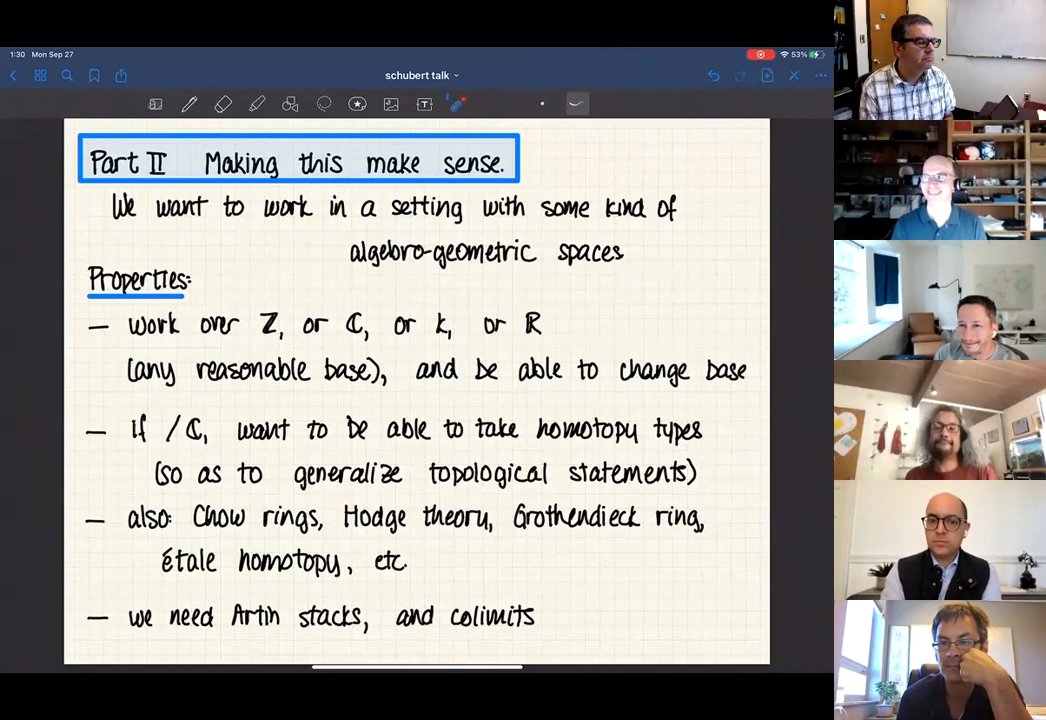 1:30 Mon Sep 27
53%
schubert talk
Part II Making this make sense.
We want to work in a setting with some kind of
algebro-geometric spaces
Properties:
— work over ℤ, or ℂ, or k, or ℝ
(any reasonable base), and be able to change base
— if /ℂ, want to be able to take homotopy types
(so as to generalize topological statements)
— also: Chow rings, Hodge theory, Grothendieck ring,
étale homotopy, etc.
— we need Artin stacks, and colimits